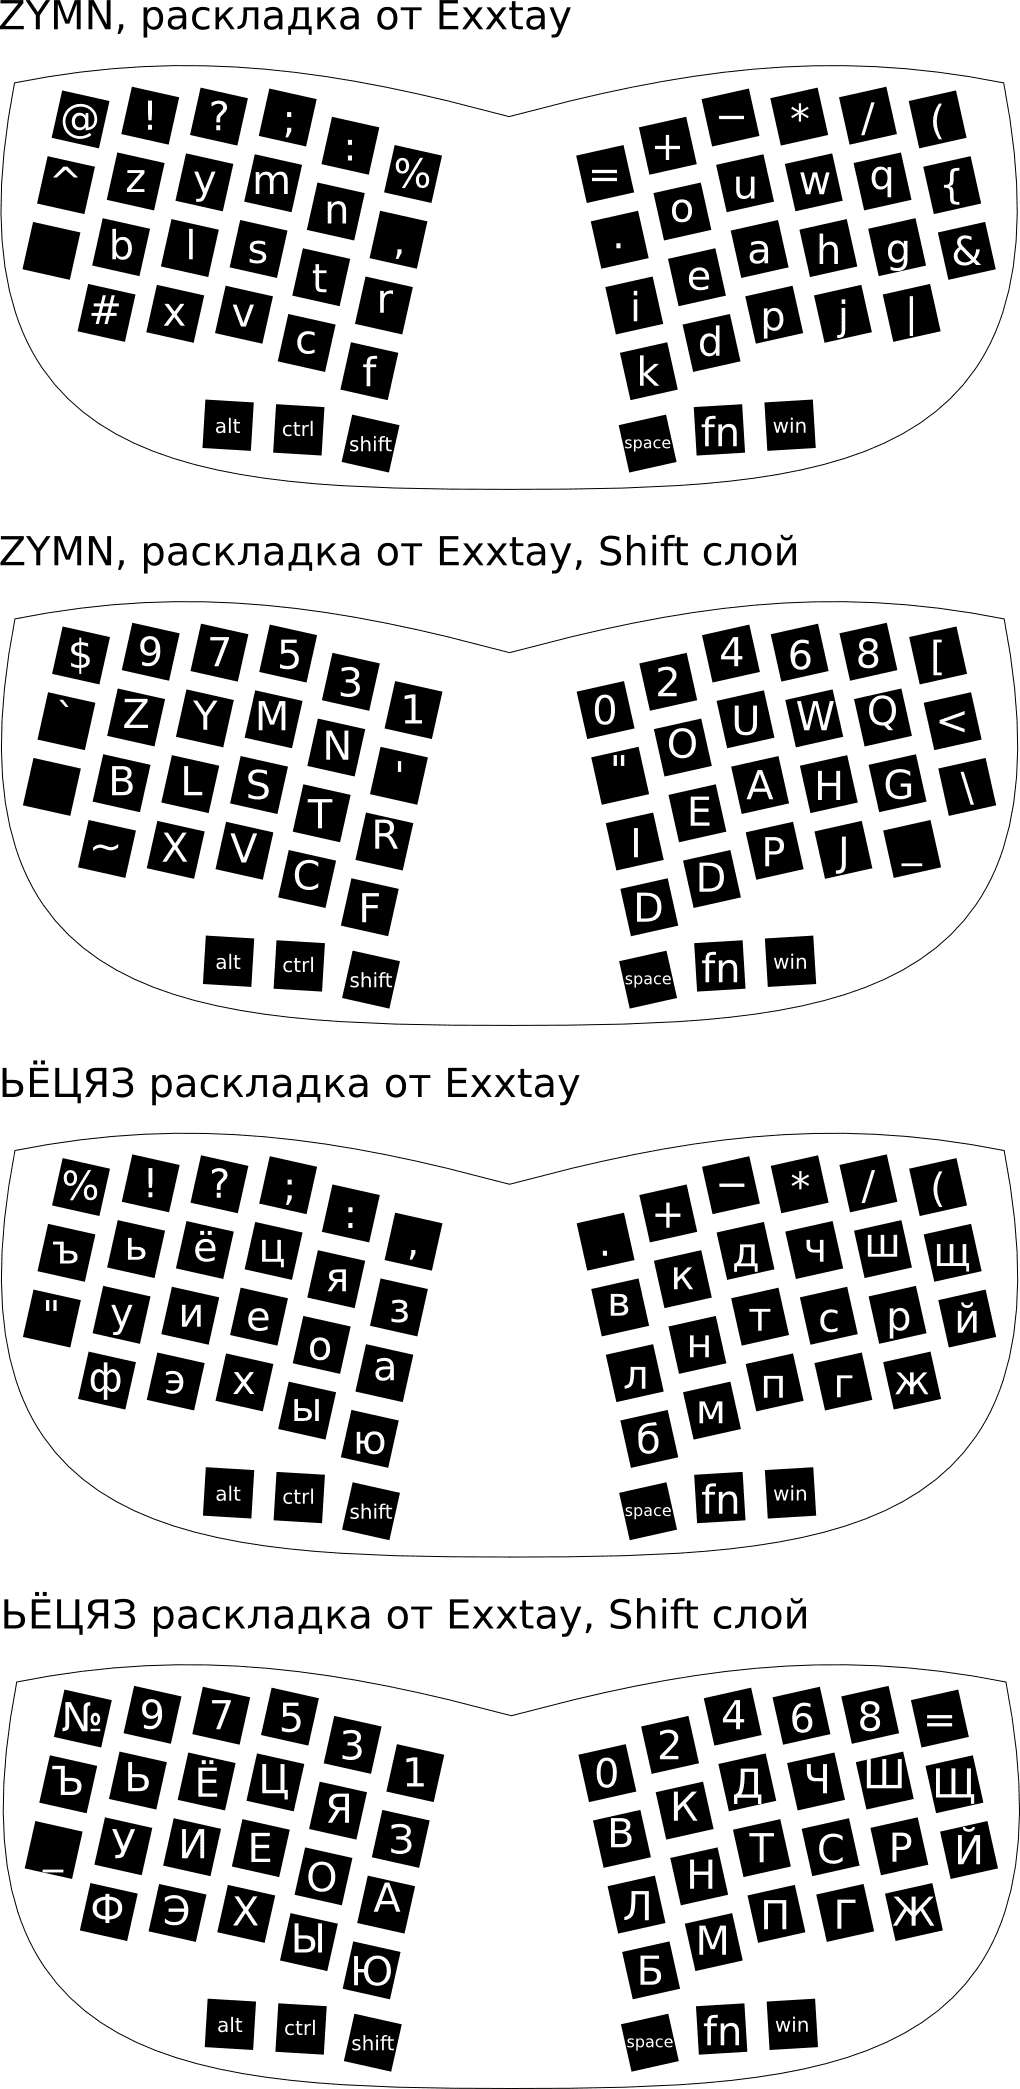 ZYMN, раскладка от Exxtay
@ ! ? ; : % = + − * / (
^ z y m n , . o u w q {
b l s t r i e a h g &
# x v c f k d p j |
alt ctrl shift space fn win
ZYMN, раскладка от Exxtay, Shift слой
$ 9 7 5 3 1 0 2 4 6 8 [
` Z Y M N ' " O U W Q <
B L S T R I E A H G \
~ X V C F D D P J _
alt ctrl shift space fn win
ЬЁЦЯЗ раскладка от Exxtay
% ! ? ; : , . + − * / (
ъ ь ё ц я з в к д ч ш щ
" у и е о а л н т с р й
ф э х ы ю б м п г ж
alt ctrl shift space fn win
ЬЁЦЯЗ раскладка от Exxtay, Shift слой
№ 9 7 5 3 1 0 2 4 6 8 =
Ъ Ь Ё Ц Я З В К Д Ч Ш Щ
_ У И Е О А Л Н Т С Р Й
Ф Э Х Ы Ю Б М П Г Ж
alt ctrl shift space fn win